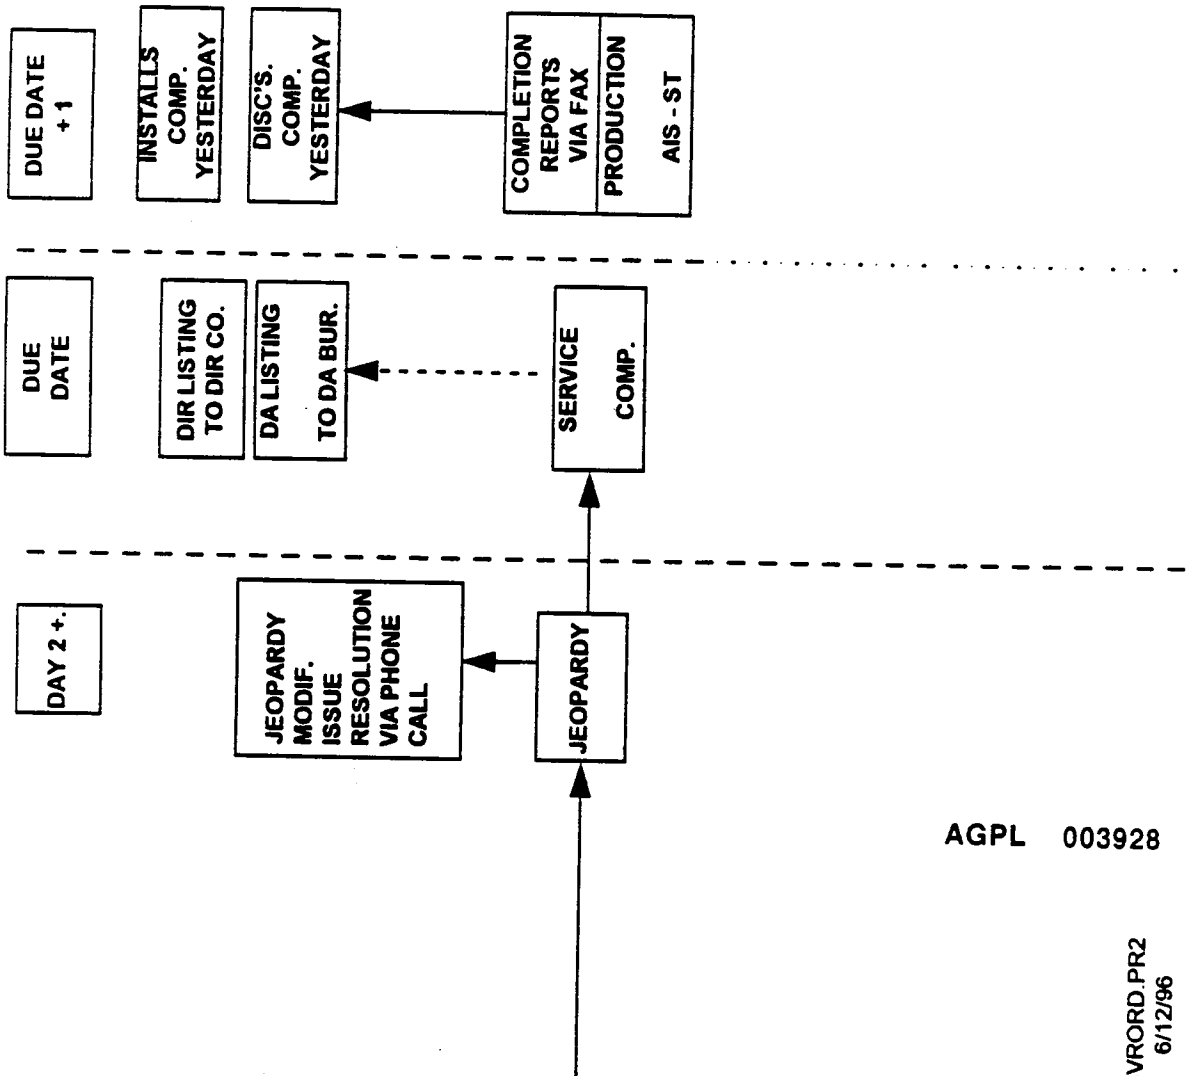 DUE DATE
+ 1
INSTALLS
COMP.
YESTERDAY
DISC'S.
COMP.
YESTERDAY
COMPLETION
REPORTS
VIA FAX
PRODUCTION
AIS - ST
DUE
DATE
DIR LISTING
TO DIR CO.
DA LISTING
TO DA BUR.
SERVICE
COMP.
DAY 2 +.
JEOPARDY
MODIF.
ISSUE
RESOLUTION
VIA PHONE
CALL
JEOPARDY
AGPL 003928
VRORD.PR2
6/12/96